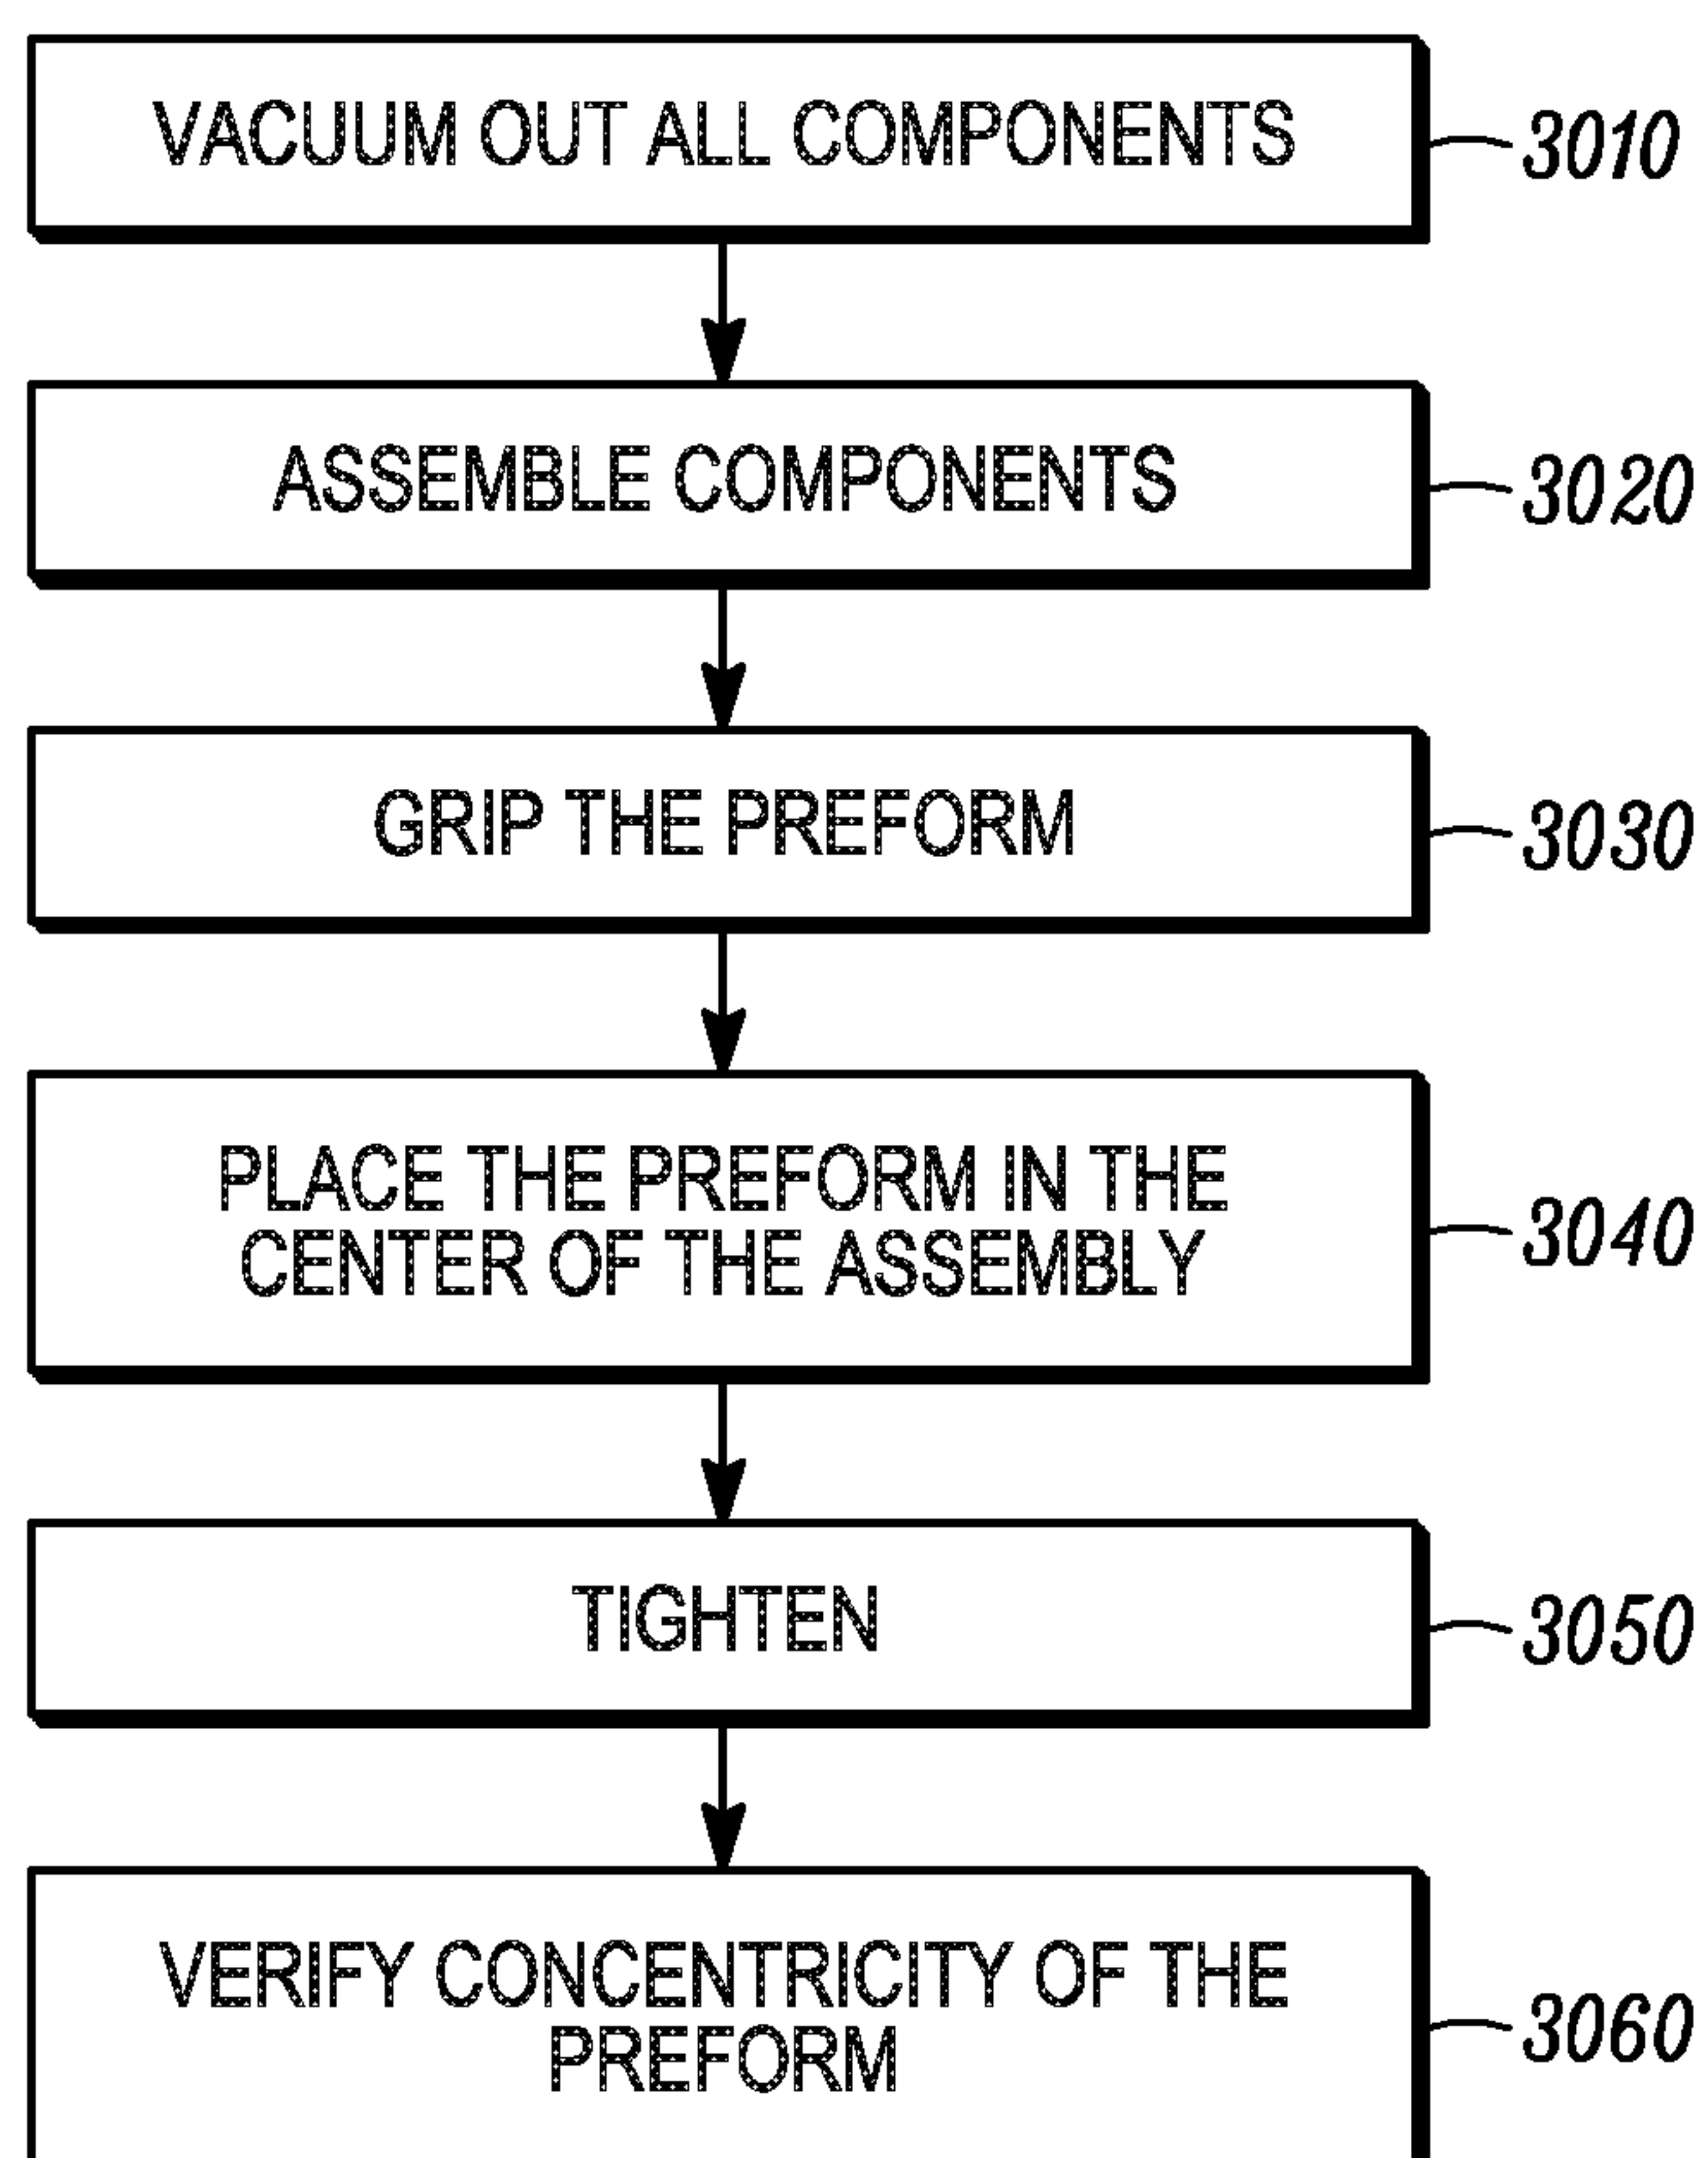 VACUUM OUT ALL COMPONENTS
3010
ASSEMBLE COMPONENTS
3020
GRIP THE PREFORM
3030
PLACE THE PREFORM IN THE
CENTER OF THE ASSEMBLY
3040
TIGHTEN
3050
VERIFY CONCENTRICITY OF THE
PREFORM
3060